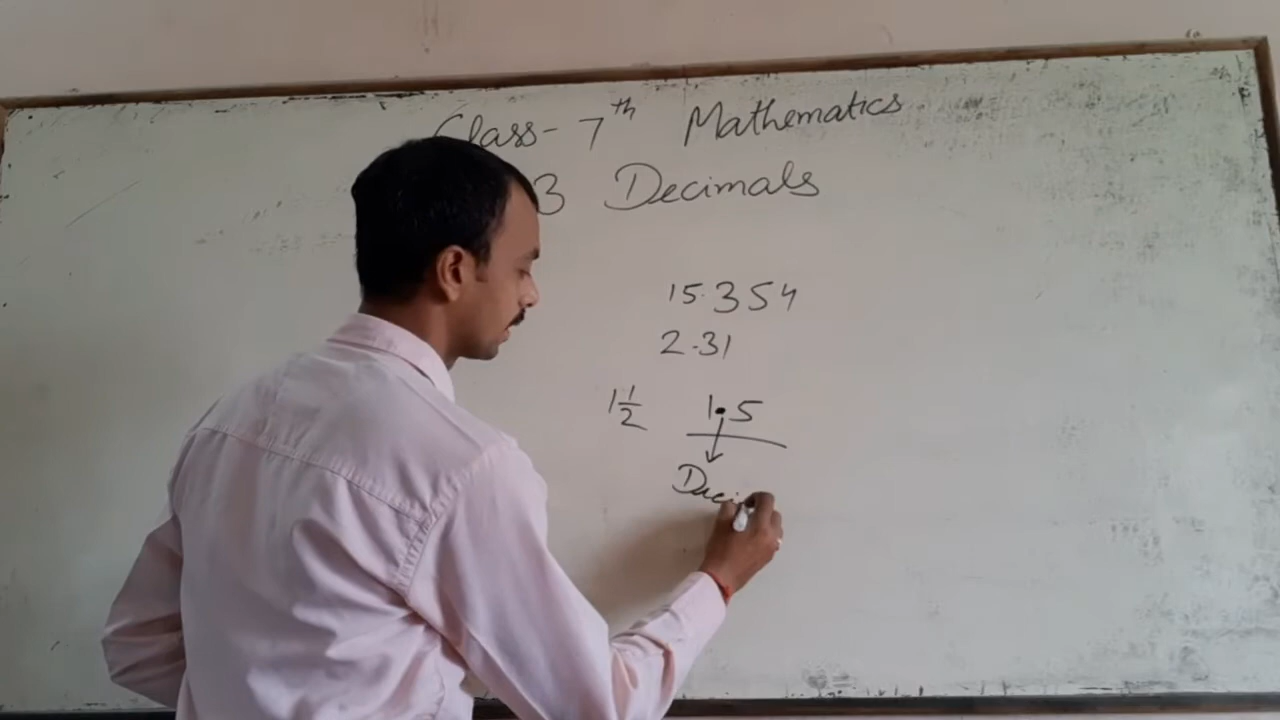 Class- 7th Mathematics
3 Decimals
15.354
2.31
1 1/2 1.5
Deci